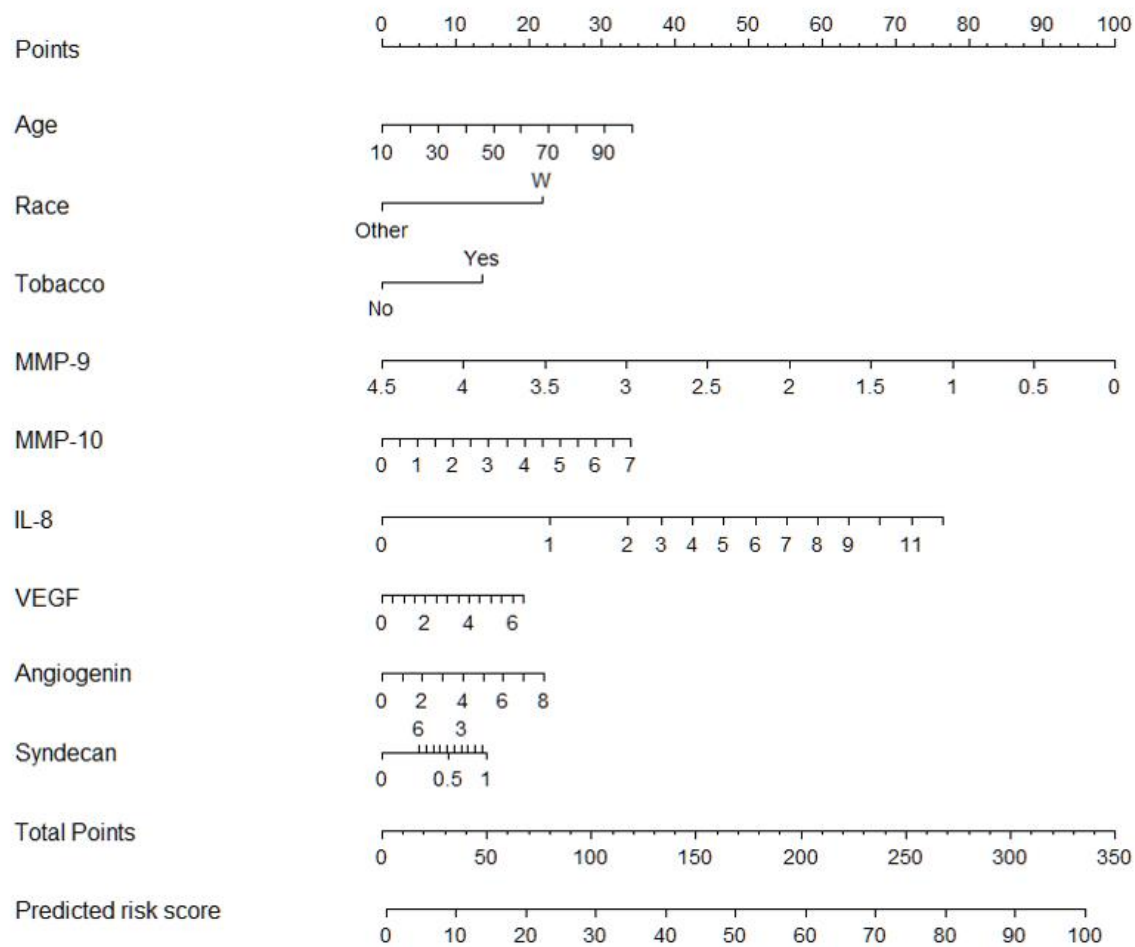 0 10 20 30 40 50 60 70 80 90 100
Points
Age
10 30 50 70 90
W
Race
Other
Yes
Tobacco
No
MMP-9
4.5 4 3.5 3 2.5 2 1.5 1 0.5 0
MMP-10
0 1 2 3 4 5 6 7
IL-8
0 1 2 3 4 5 6 7 8 9 11
VEGF
0 2 4 6
Angiogenin
0 2 4 6 8
6 3
Syndecan
0 0.5 1
Total Points
0 50 100 150 200 250 300 350
Predicted risk score
0 10 20 30 40 50 60 70 80 90 100